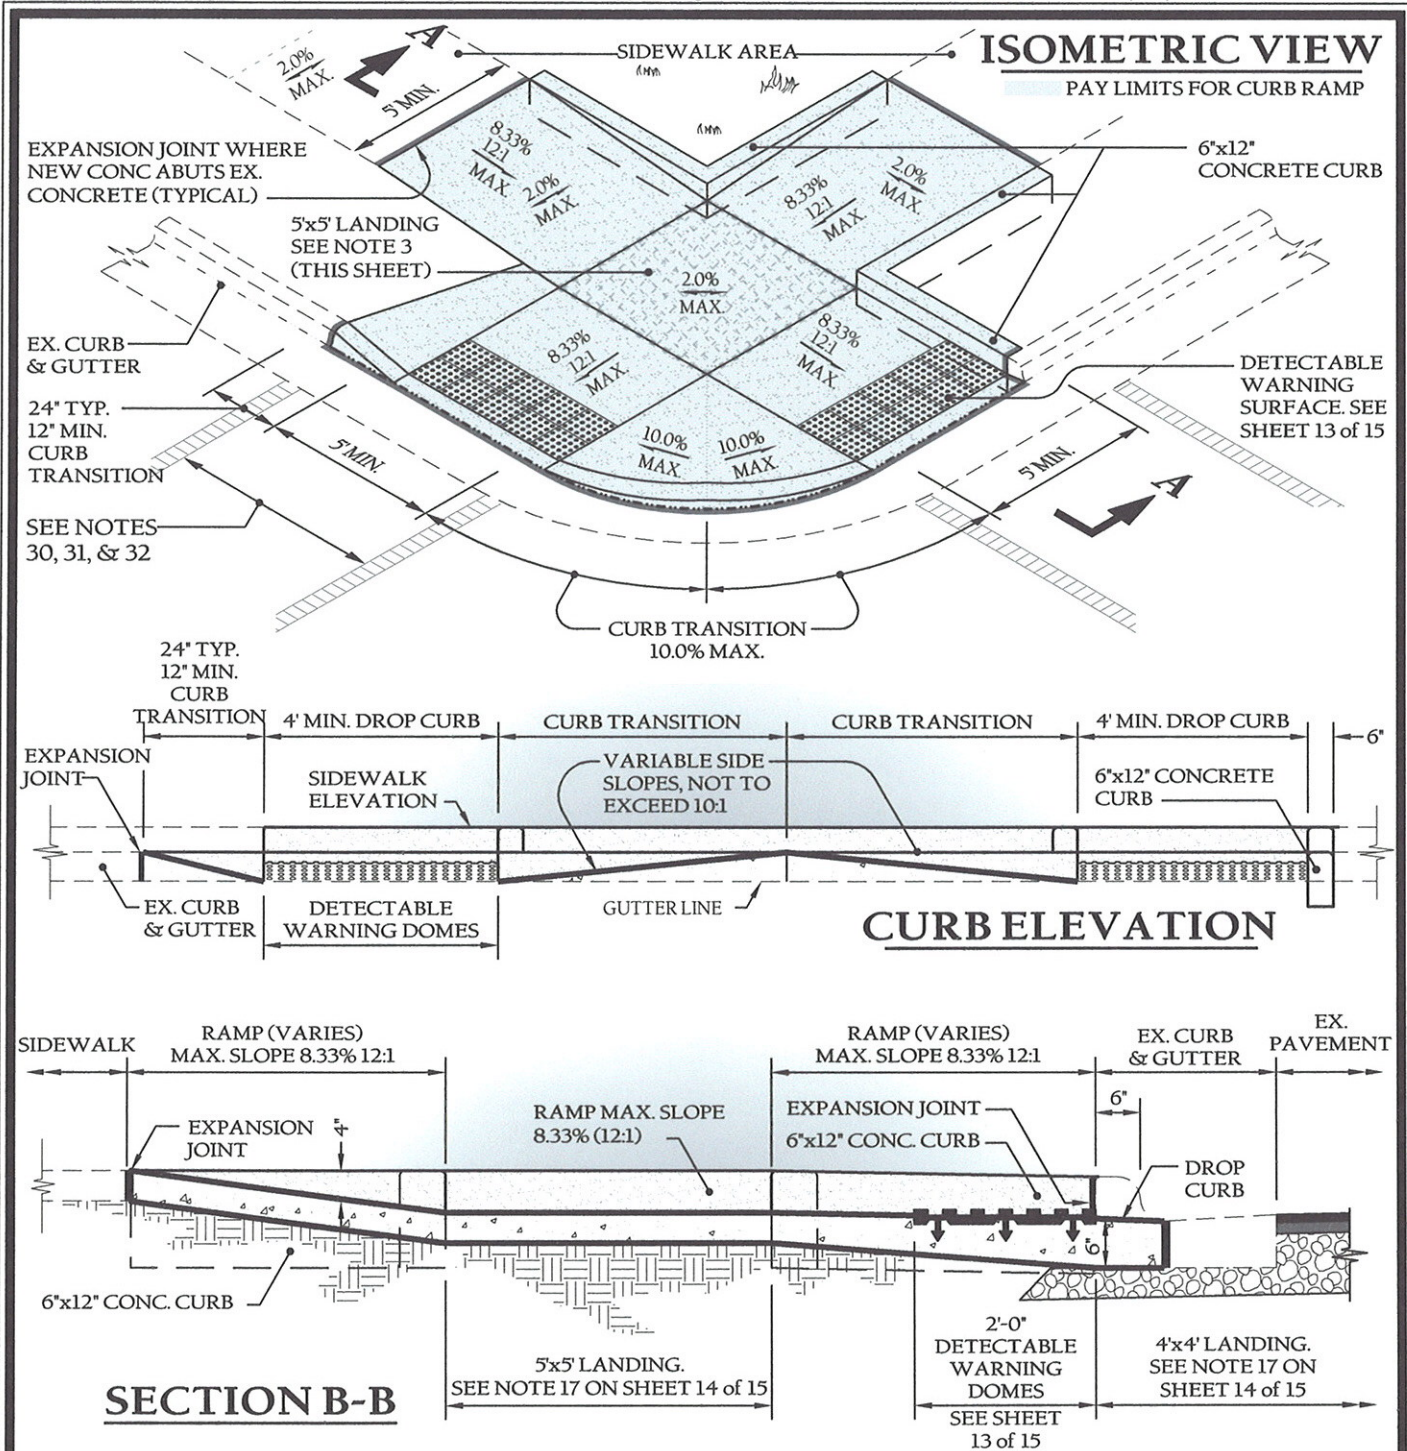 ISOMETRIC VIEW
PAY LIMITS FOR CURB RAMP
SIDEWALK AREA
A
2.0%
MAX.
5' MIN.
EXPANSION JOINT WHERE
NEW CONC ABUTS EX.
CONCRETE (TYPICAL)
8.33%
12:1
MAX.
2.0%
MAX.
8.33%
12:1
MAX.
2.0%
MAX.
6"x12"
CONCRETE CURB
5'x5' LANDING
SEE NOTE 3
(THIS SHEET)
2.0%
MAX.
EX. CURB
& GUTTER
8.33%
12:1
MAX.
8.33%
12:1
MAX.
DETECTABLE
WARNING
SURFACE. SEE
SHEET 13 of 15
24" TYP.
12" MIN.
CURB
TRANSITION
5' MIN.
10.0%
MAX.
10.0%
MAX.
5' MIN.
A
SEE NOTES
30, 31, & 32
CURB TRANSITION
10.0% MAX.
24" TYP.
12" MIN.
CURB
TRANSITION
4' MIN. DROP CURB
CURB TRANSITION
CURB TRANSITION
4' MIN. DROP CURB
6"
EXPANSION
JOINT
SIDEWALK
ELEVATION
VARIABLE SIDE
SLOPES, NOT TO
EXCEED 10:1
6"x12" CONCRETE
CURB
EX. CURB
& GUTTER
DETECTABLE
WARNING DOMES
GUTTER LINE
CURB ELEVATION
SIDEWALK
RAMP (VARIES)
MAX. SLOPE 8.33% 12:1
RAMP (VARIES)
MAX. SLOPE 8.33% 12:1
EX. CURB
& GUTTER
EX.
PAVEMENT
EXPANSION
JOINT
4"
RAMP MAX. SLOPE
8.33% (12:1)
EXPANSION JOINT
6"x12" CONC. CURB
6"
DROP
CURB
6"
6"x12" CONC. CURB
5'x5' LANDING.
SEE NOTE 17 ON SHEET 14 of 15
2'-0"
DETECTABLE
WARNING
DOMES
SEE SHEET
13 of 15
4'x4' LANDING.
SEE NOTE 17 ON
SHEET 14 of 15
SECTION B-B